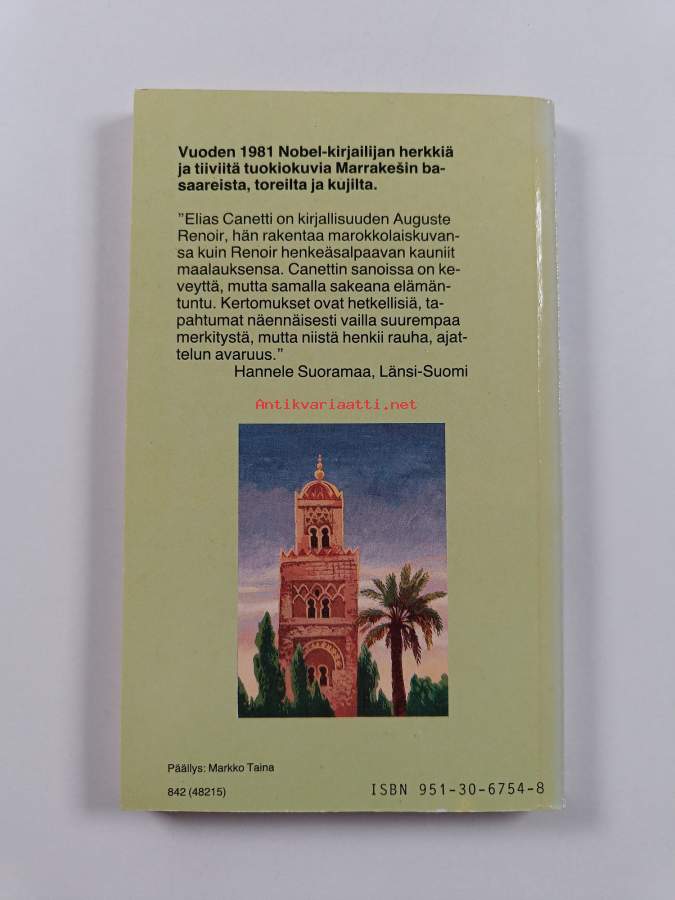 Vuoden 1981 Nobel-kirjailijan herkkiä
ja tiiviitä tuokiokuvia Marrakešin ba-
saareista, toreilta ja kujilta.
"Elias Canetti on kirjallisuuden Auguste
Renoir, hän rakentaa marokkolaiskuvan-
sa kuin Renoir henkeäsalpaavan kauniit
maalauksensa. Canettin sanoissa on ke-
veyttä, mutta samalla sakeana elämän-
tuntu. Kertomukset ovat hetkellisiä, ta-
pahtumat näennäisesti vailla suurempaa
merkitystä, mutta niistä henkii rauha, ajat-
telun avaruus."
Hannele Suoramaa, Länsi-Suomi
Antikvariaatti.net
Päällys: Markko Taina
842 (48215)
ISBN 951-30-6754-8